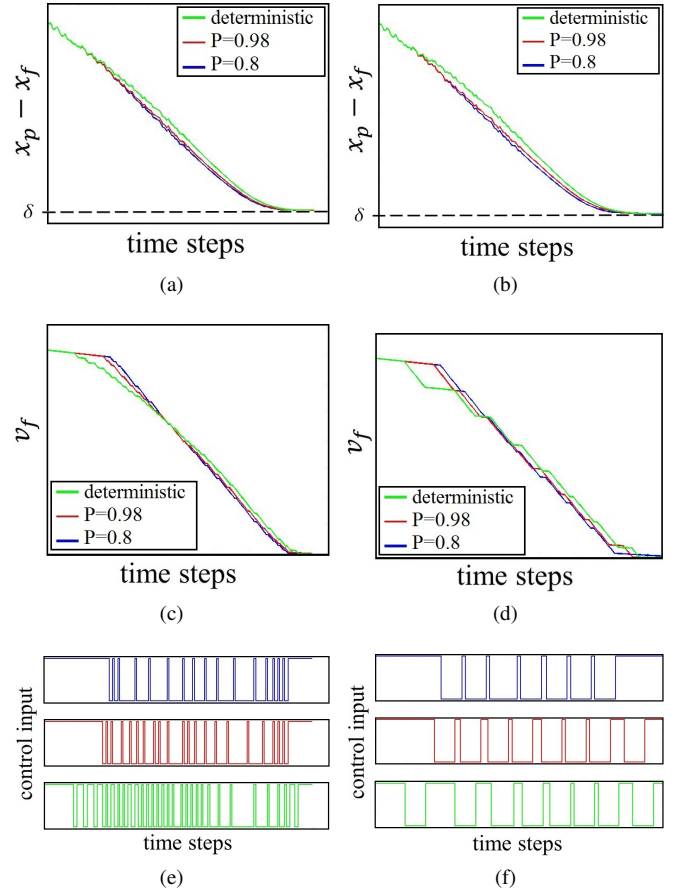 deterministic
P=0.98
P=0.8
x_p − x_f
δ
time steps
(a)
deterministic
P=0.98
P=0.8
x_p − x_f
δ
time steps
(b)
v_f
deterministic
P=0.98
P=0.8
time steps
(c)
v_f
deterministic
P=0.98
P=0.8
time steps
(d)
control input
time steps
(e)
control input
time steps
(f)